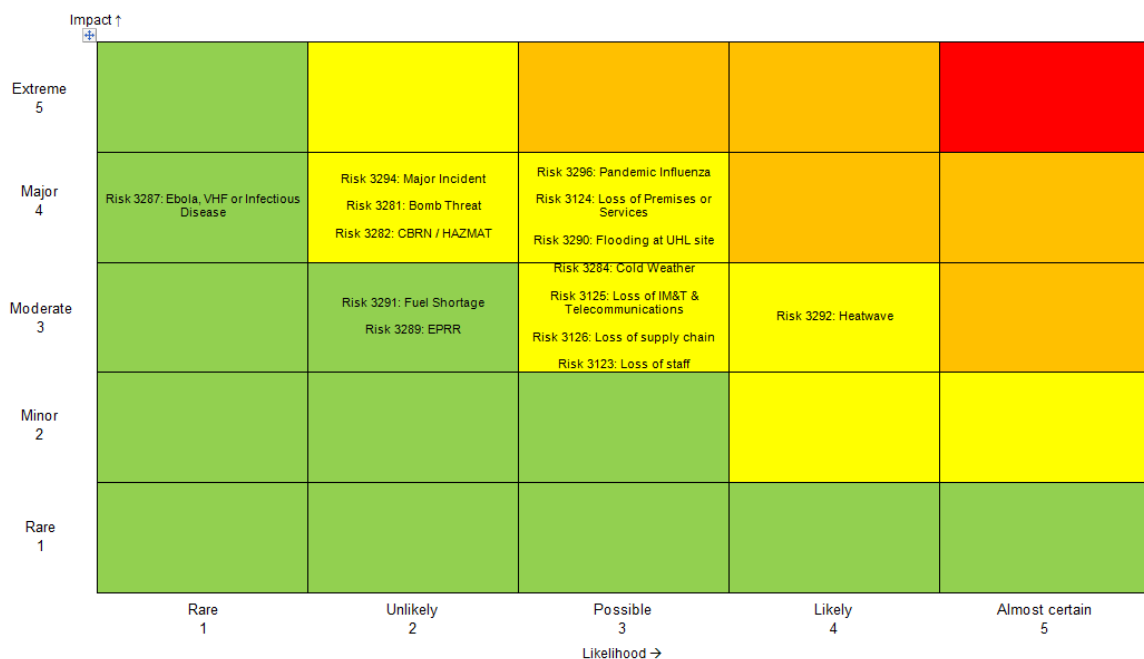 Impact ↑
Extreme
5
Major
4
Risk 3287: Ebola, VHF or Infectious
Disease
Risk 3294: Major Incident
Risk 3281: Bomb Threat
Risk 3282: CBRN / HAZMAT
Risk 3296: Pandemic Influenza
Risk 3124: Loss of Premises or
Services
Risk 3290: Flooding at UHL site
Moderate
3
Risk 3291: Fuel Shortage
Risk 3289: EPRR
Risk 3284: Cold Weather
Risk 3125: Loss of IM&T &
Telecommunications
Risk 3126: Loss of supply chain
Risk 3123: Loss of staff
Risk 3292: Heatwave
Minor
2
Rare
1
Rare
1
Unlikely
2
Possible
3
Likely
4
Almost certain
5
Likelihood →